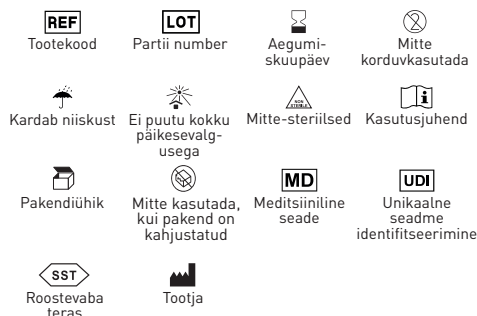 REF
LOT
Tootekood
Partii number
Aegumi-
skuupäev
Mitte
korduvkasutada
2
NON
STERILE
i
Kardab niiskust
Ei puutu kokku
päikesevalg-
usega
Mitte-steriilsed
Kasutusjuhend
MD
UDI
Pakendiühik
Mitte kasutada,
kui pakend on
kahjustatud
Meditsiiniline
seade
Unikaalne
seadme
identifitseerimine
SST
Roostevaba
teras
Tootja